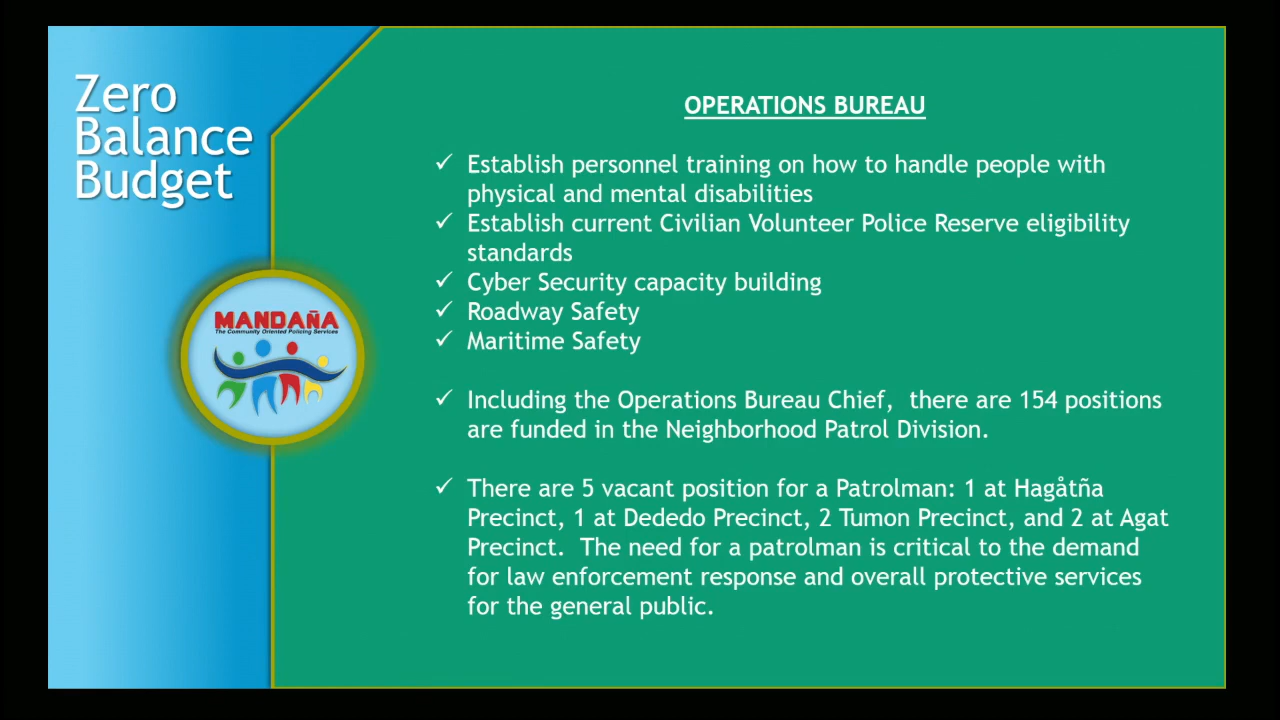 Zero
Balance
Budget
MANDAÑA
The Community Oriented Policing Services
OPERATIONS BUREAU
✓ Establish personnel training on how to handle people with
physical and mental disabilities
✓ Establish current Civilian Volunteer Police Reserve eligibility
standards
✓ Cyber Security capacity building
✓ Roadway Safety
✓ Maritime Safety
✓ Including the Operations Bureau Chief,  there are 154 positions
are funded in the Neighborhood Patrol Division.
✓ There are 5 vacant position for a Patrolman: 1 at Hagåtña
Precinct, 1 at Dededo Precinct, 2 Tumon Precinct, and 2 at Agat
Precinct.  The need for a patrolman is critical to the demand
for law enforcement response and overall protective services
for the general public.